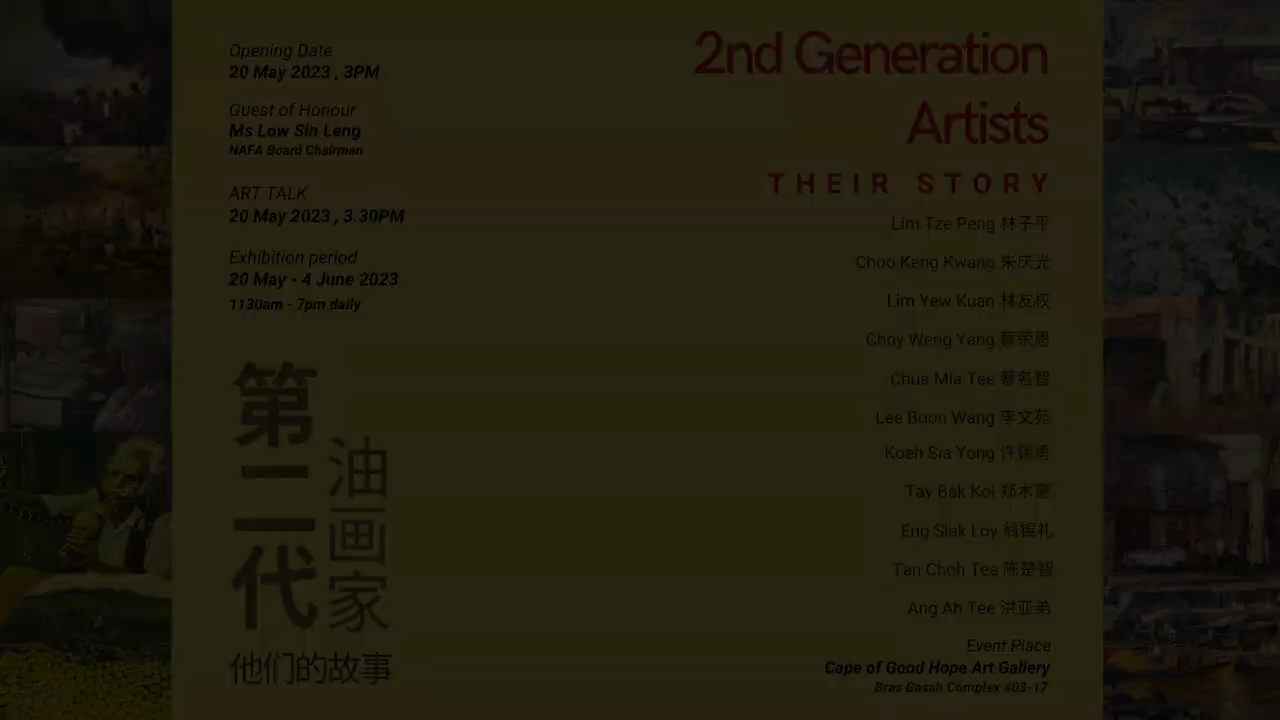 Opening Date
20 May 2023 , 3PM
Guest of Honour
Ms Low Sin Leng
NAFA Board Chairman
ART TALK
20 May 2023 , 3.30PM
Exhibition period
20 May - 4 June 2023
1130am - 7pm daily
第二代
油画家
他们的故事
2nd Generation
Artists
THEIR STORY
Lim Tze Peng 林子平
Choo Keng Kwang 朱庆光
Lim Yew Kuan 林友权
Choy Weng Yang 蔡荣恩
Chua Mia Tee 蔡名智
Lee Boon Wang 李文苑
Koeh Sia Yong 许锡勇
Tay Bak Koi 郑木奎
Eng Siak Loy 翁锡礼
Tan Choh Tee 陈楚智
Ang Ah Tee 洪亚弟
Event Place
Cape of Good Hope Art Gallery
Bras Basah Complex #03-17